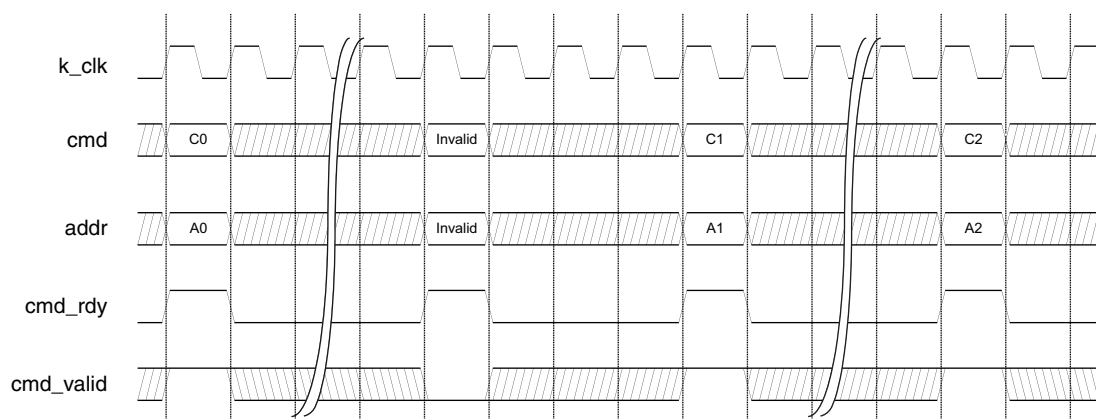 k_clk
cmd C0 Invalid C1 C2
addr A0 Invalid A1 A2
cmd_rdy
cmd_valid